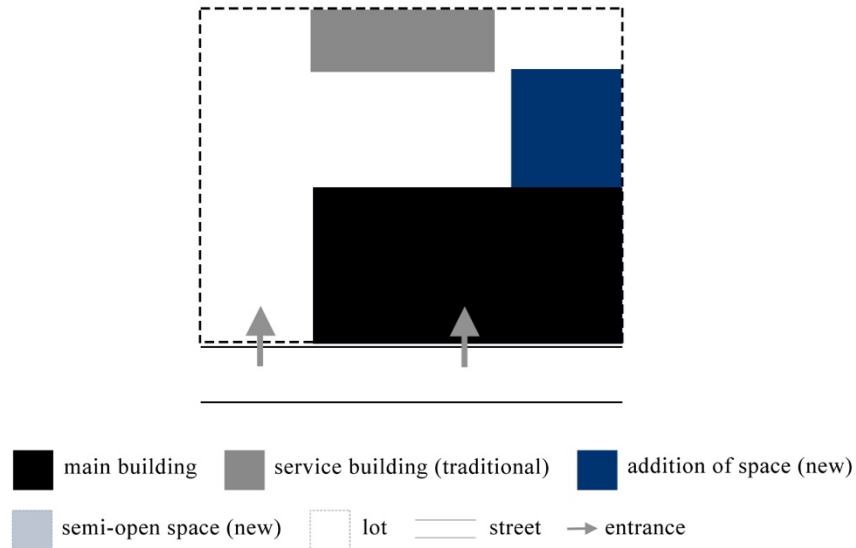 main building service building (traditional) addition of space (new)
semi-open space (new) lot street entrance